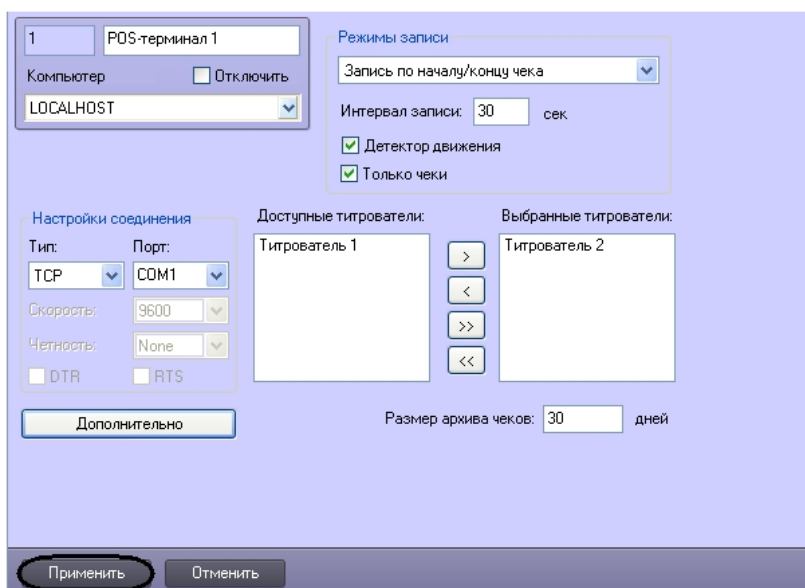 1 POS-терминал 1
Компьютер Отключить
LOCALHOST
Режимы записи
Запись по началу/концу чека
Интервал записи: 30 сек
Детектор движения
Только чеки
Настройки соединения
Тип: Порт:
TCP COM1
Скорость: 9600
Четность: None
DTR RTS
Дополнительно
Доступные титрователи: Выбранные титрователи:
Титрователь 1 Титрователь 2
>
<
>>
<<
Размер архива чеков: 30 дней
Применить Отменить